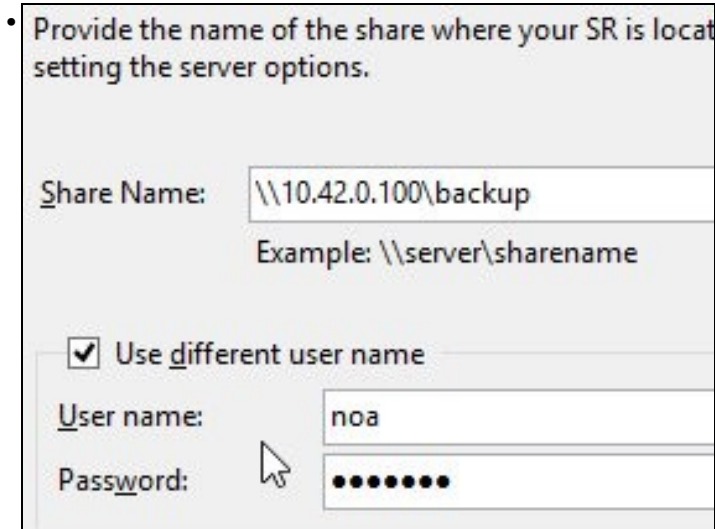 Provide the name of the share where your SR is locat
setting the server options.
Share Name: \\10.42.0.100\backup
Example: \\server\sharename
Use different user name
User name: noa
Password: ●●●●●●●